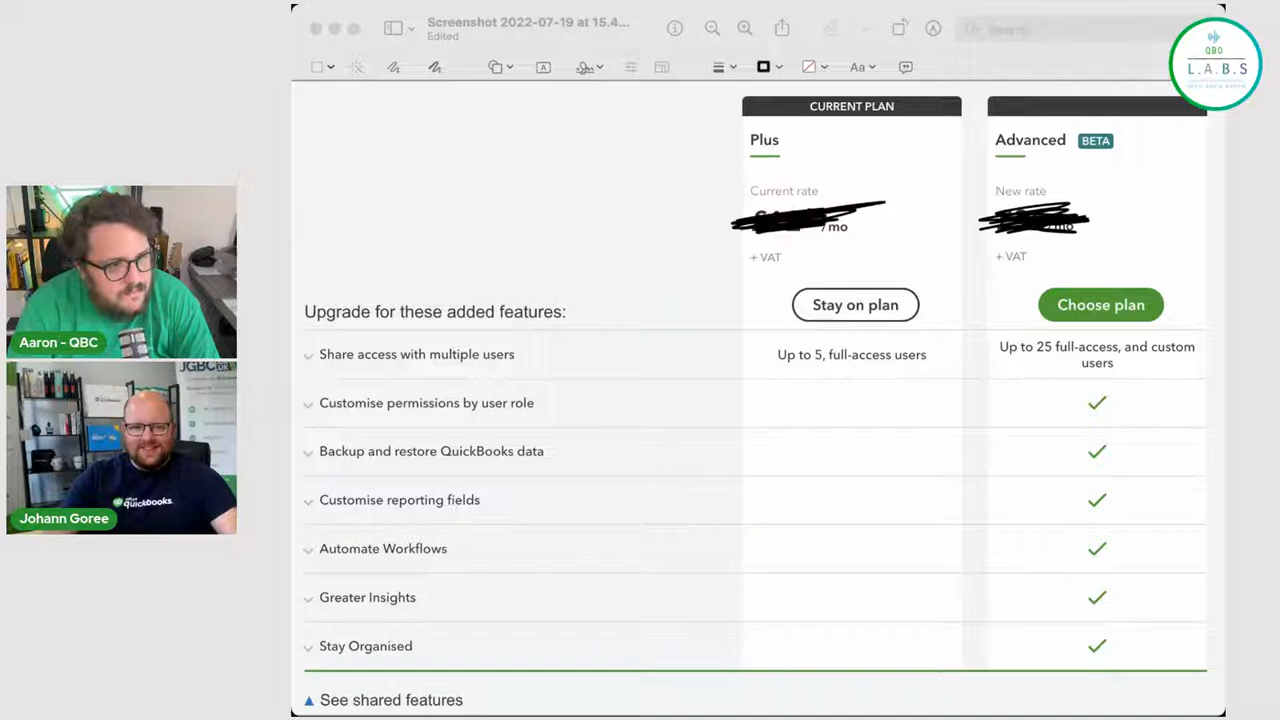 Screenshot 2022-07-19 at 15.4...
Edited
Search
Aa
QBO
L.A.B.S
CURRENT PLAN
Plus
Advanced BETA
Current rate
New rate
/mo
/mo
+ VAT
+ VAT
Upgrade for these added features:
Stay on plan
Choose plan
Share access with multiple users
Up to 5, full-access users
Up to 25 full-access, and custom
users
Customise permissions by user role
Backup and restore QuickBooks data
Customise reporting fields
Automate Workflows
Greater Insights
Stay Organised
See shared features
Aaron - QBC
JGBC
quickbooks.
Johann Goree